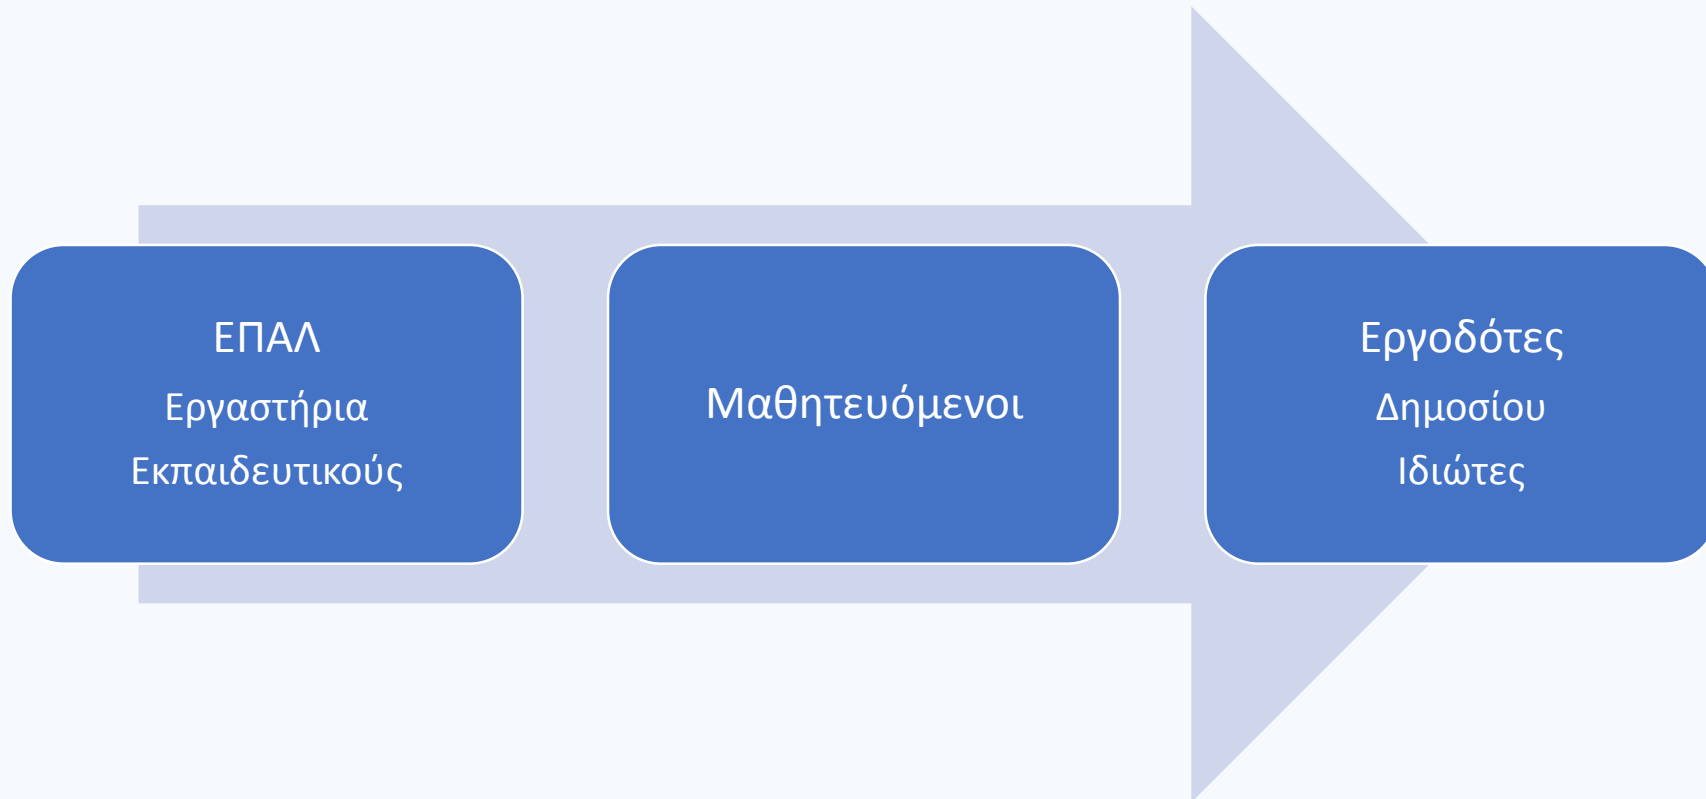 ΕΠΑΛ
Εργαστήρια
Εκπαιδευτικούς
Μαθητευόμενοι
Εργοδότες
Δημοσίου
Ιδιώτες